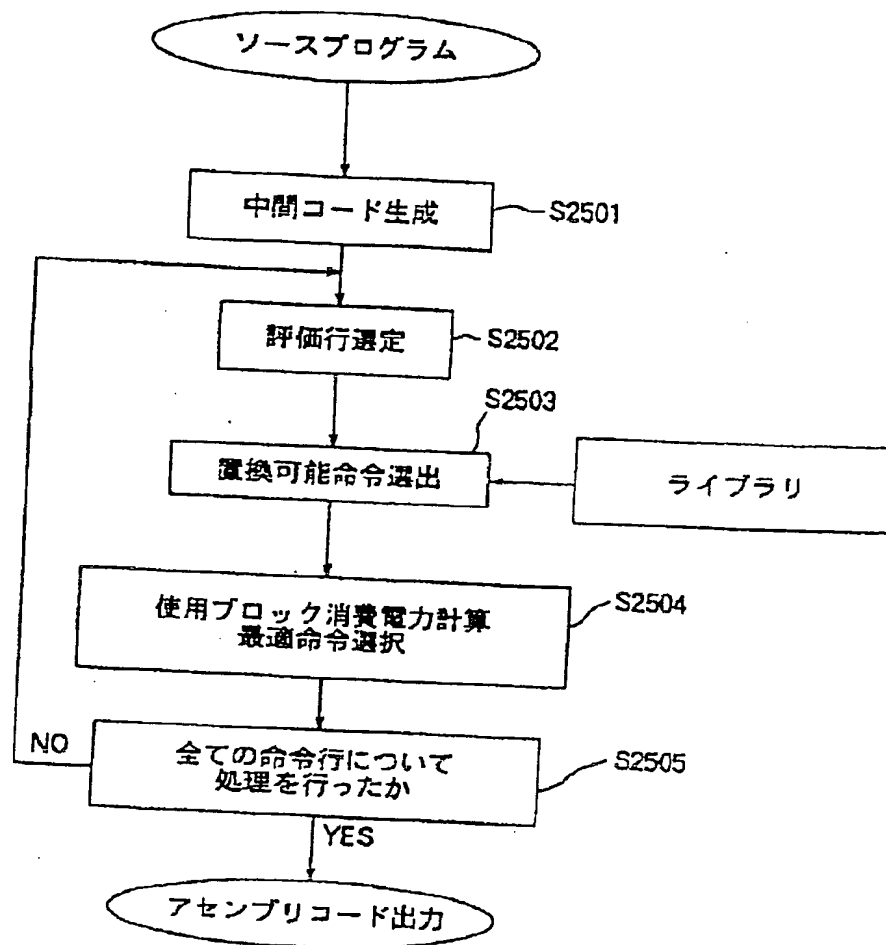 ソースプログラム
中間コード生成
S2501
評価行選定
S2502
S2503
置換可能命令選出
ライブラリ
使用ブロック消費電力計算
最適命令選択
S2504
NO
全ての命令行について
処理を行ったか
S2505
YES
アセンブリコード出力